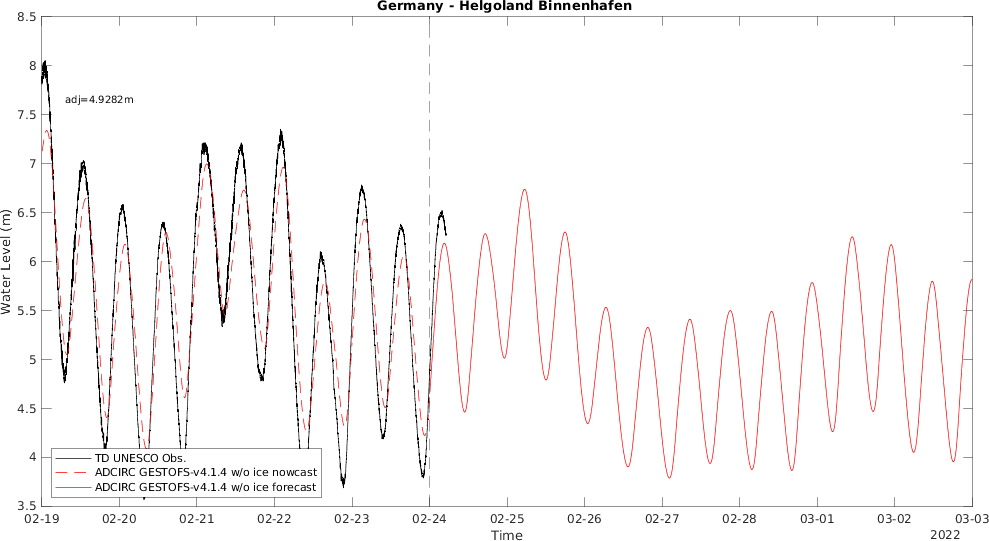 Germany - Helgoland Binnenhafen
8.5
8
7.5
7
6.5
6
5.5
5
4.5
4
3.5
Water Level (m)
adj=4.9282m
TD UNESCO Obs.
ADCIRC GESTOFS-v4.1.4 w/o ice nowcast
ADCIRC GESTOFS-v4.1.4 w/o ice forecast
02-19 02-20 02-21 02-22 02-23 02-24 02-25 02-26 02-27 02-28 03-01 03-02 03-03
Time
2022